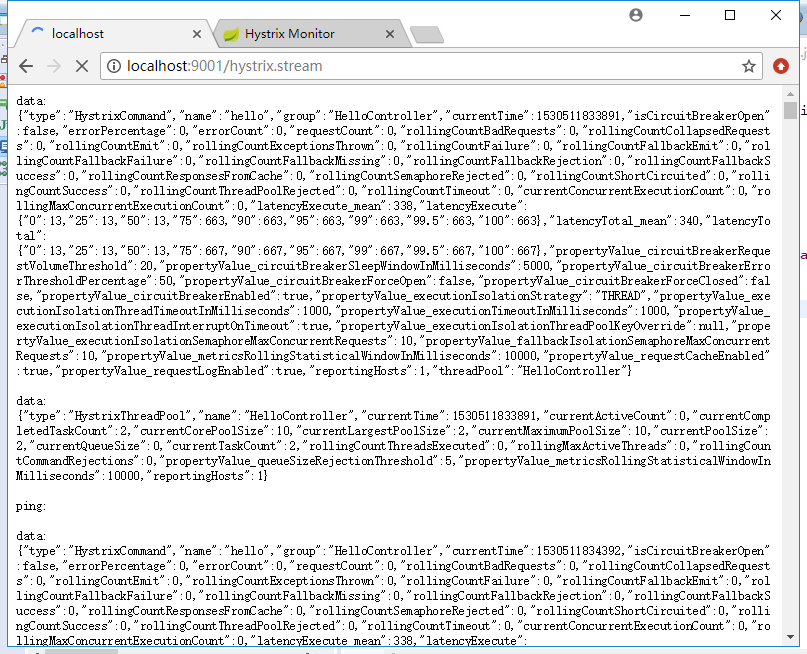 localhost
Hystrix Monitor
localhost:9001/hystrix.stream
data:
{"type":"HystrixCommand","name":"hello","group":"HelloController","currentTime":1530511833891,"isCircuitBreakerOpen"
:false,"errorPercentage":0,"errorCount":0,"requestCount":0,"rollingCountBadRequests":0,"rollingCountCollapsedReques
ts":0,"rollingCountEmit":0,"rollingCountExceptionsThrown":0,"rollingCountFailure":0,"rollingCountFallbackEmit":0,"ro
llingCountFallbackFailure":0,"rollingCountFallbackMissing":0,"rollingCountFallbackRejection":0,"rollingCountFallbackS
uccess":0,"rollingCountResponsesFromCache":0,"rollingCountSemaphoreRejected":0,"rollingCountShortCircuited":0,"rolli
ngCountSuccess":0,"rollingCountThreadPoolRejected":0,"rollingCountTimeout":0,"currentConcurrentExecutionCount":0,"ro
llingMaxConcurrentExecutionCount":0,"latencyExecute_mean":338,"latencyExecute":
{"0":13,"25":13,"50":13,"75":663,"90":663,"95":663,"99":663,"99.5":663,"100":663},"latencyTotal_mean":340,"latencyTo
tal":
{"0":13,"25":13,"50":13,"75":667,"90":667,"95":667,"99":667,"99.5":667,"100":667},"propertyValue_circuitBreakerReque
stVolumeThreshold":20,"propertyValue_circuitBreakerSleepWindowInMilliseconds":5000,"propertyValue_circuitBreakerErro
rThresholdPercentage":50,"propertyValue_circuitBreakerForceOpen":false,"propertyValue_circuitBreakerForceClosed":fal
se,"propertyValue_circuitBreakerEnabled":true,"propertyValue_executionIsolationStrategy":"THREAD","propertyValue_exe
cutionIsolationThreadTimeoutInMilliseconds":1000,"propertyValue_executionTimeoutInMilliseconds":1000,"propertyValue_
executionIsolationThreadInterruptOnTimeout":true,"propertyValue_executionIsolationThreadPoolKeyOverride":null,"prope
rtyValue_executionIsolationSemaphoreMaxConcurrentRequests":10,"propertyValue_fallbackIsolationSemaphoreMaxConcurrent
Requests":10,"propertyValue_metricsRollingStatisticalWindowInMilliseconds":10000,"propertyValue_requestCacheEnabled"
:true,"propertyValue_requestLogEnabled":true,"reportingHosts":1,"threadPool":"HelloController"}
data:
{"type":"HystrixThreadPool","name":"HelloController","currentTime":1530511833891,"currentActiveCount":0,"currentComp
letedTaskCount":2,"currentCorePoolSize":10,"currentLargestPoolSize":2,"currentMaximumPoolSize":10,"currentPoolSize":
2,"currentQueueSize":0,"currentTaskCount":2,"rollingCountThreadsExecuted":0,"rollingMaxActiveThreads":0,"rollingCoun
tCommandRejections":0,"propertyValue_queueSizeRejectionThreshold":5,"propertyValue_metricsRollingStatisticalWindowIn
Milliseconds":10000,"reportingHosts":1}
ping:
data:
{"type":"HystrixCommand","name":"hello","group":"HelloController","currentTime":1530511834392,"isCircuitBreakerOpen"
:false,"errorPercentage":0,"errorCount":0,"requestCount":0,"rollingCountBadRequests":0,"rollingCountCollapsedReques
ts":0,"rollingCountEmit":0,"rollingCountExceptionsThrown":0,"rollingCountFailure":0,"rollingCountFallbackEmit":0,"ro
llingCountFallbackFailure":0,"rollingCountFallbackMissing":0,"rollingCountFallbackRejection":0,"rollingCountFallbackS
uccess":0,"rollingCountResponsesFromCache":0,"rollingCountSemaphoreRejected":0,"rollingCountShortCircuited":0,"rolli
ngCountSuccess":0,"rollingCountThreadPoolRejected":0,"rollingCountTimeout":0,"currentConcurrentExecutionCount":0,"ro
llingMaxConcurrentExecutionCount":0,"latencyExecute_mean":338,"latencyExecute":